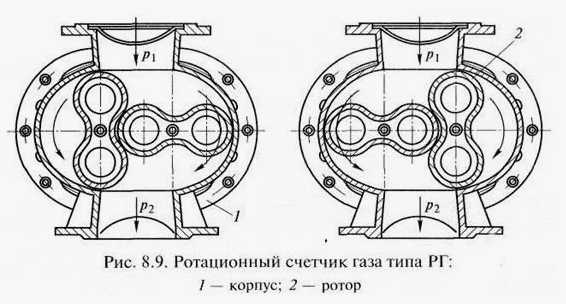 p1
p1
2
p2
p2
1
Рис. 8.9. Ротационный счетчик газа типа РГ:
1 — корпус; 2 — ротор